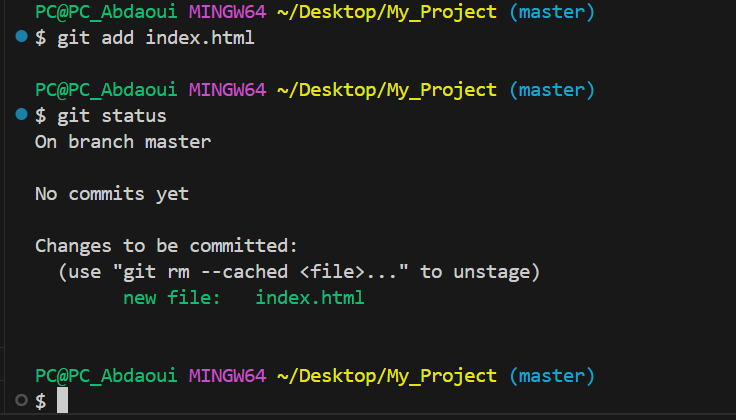 PC@PC_Abdaoui MINGW64 ~/Desktop/My_Project (master)
$ git add index.html
PC@PC_Abdaoui MINGW64 ~/Desktop/My_Project (master)
$ git status
On branch master
No commits yet
Changes to be committed:
(use "git rm --cached <file>..." to unstage)
new file:   index.html
PC@PC_Abdaoui MINGW64 ~/Desktop/My_Project (master)
$